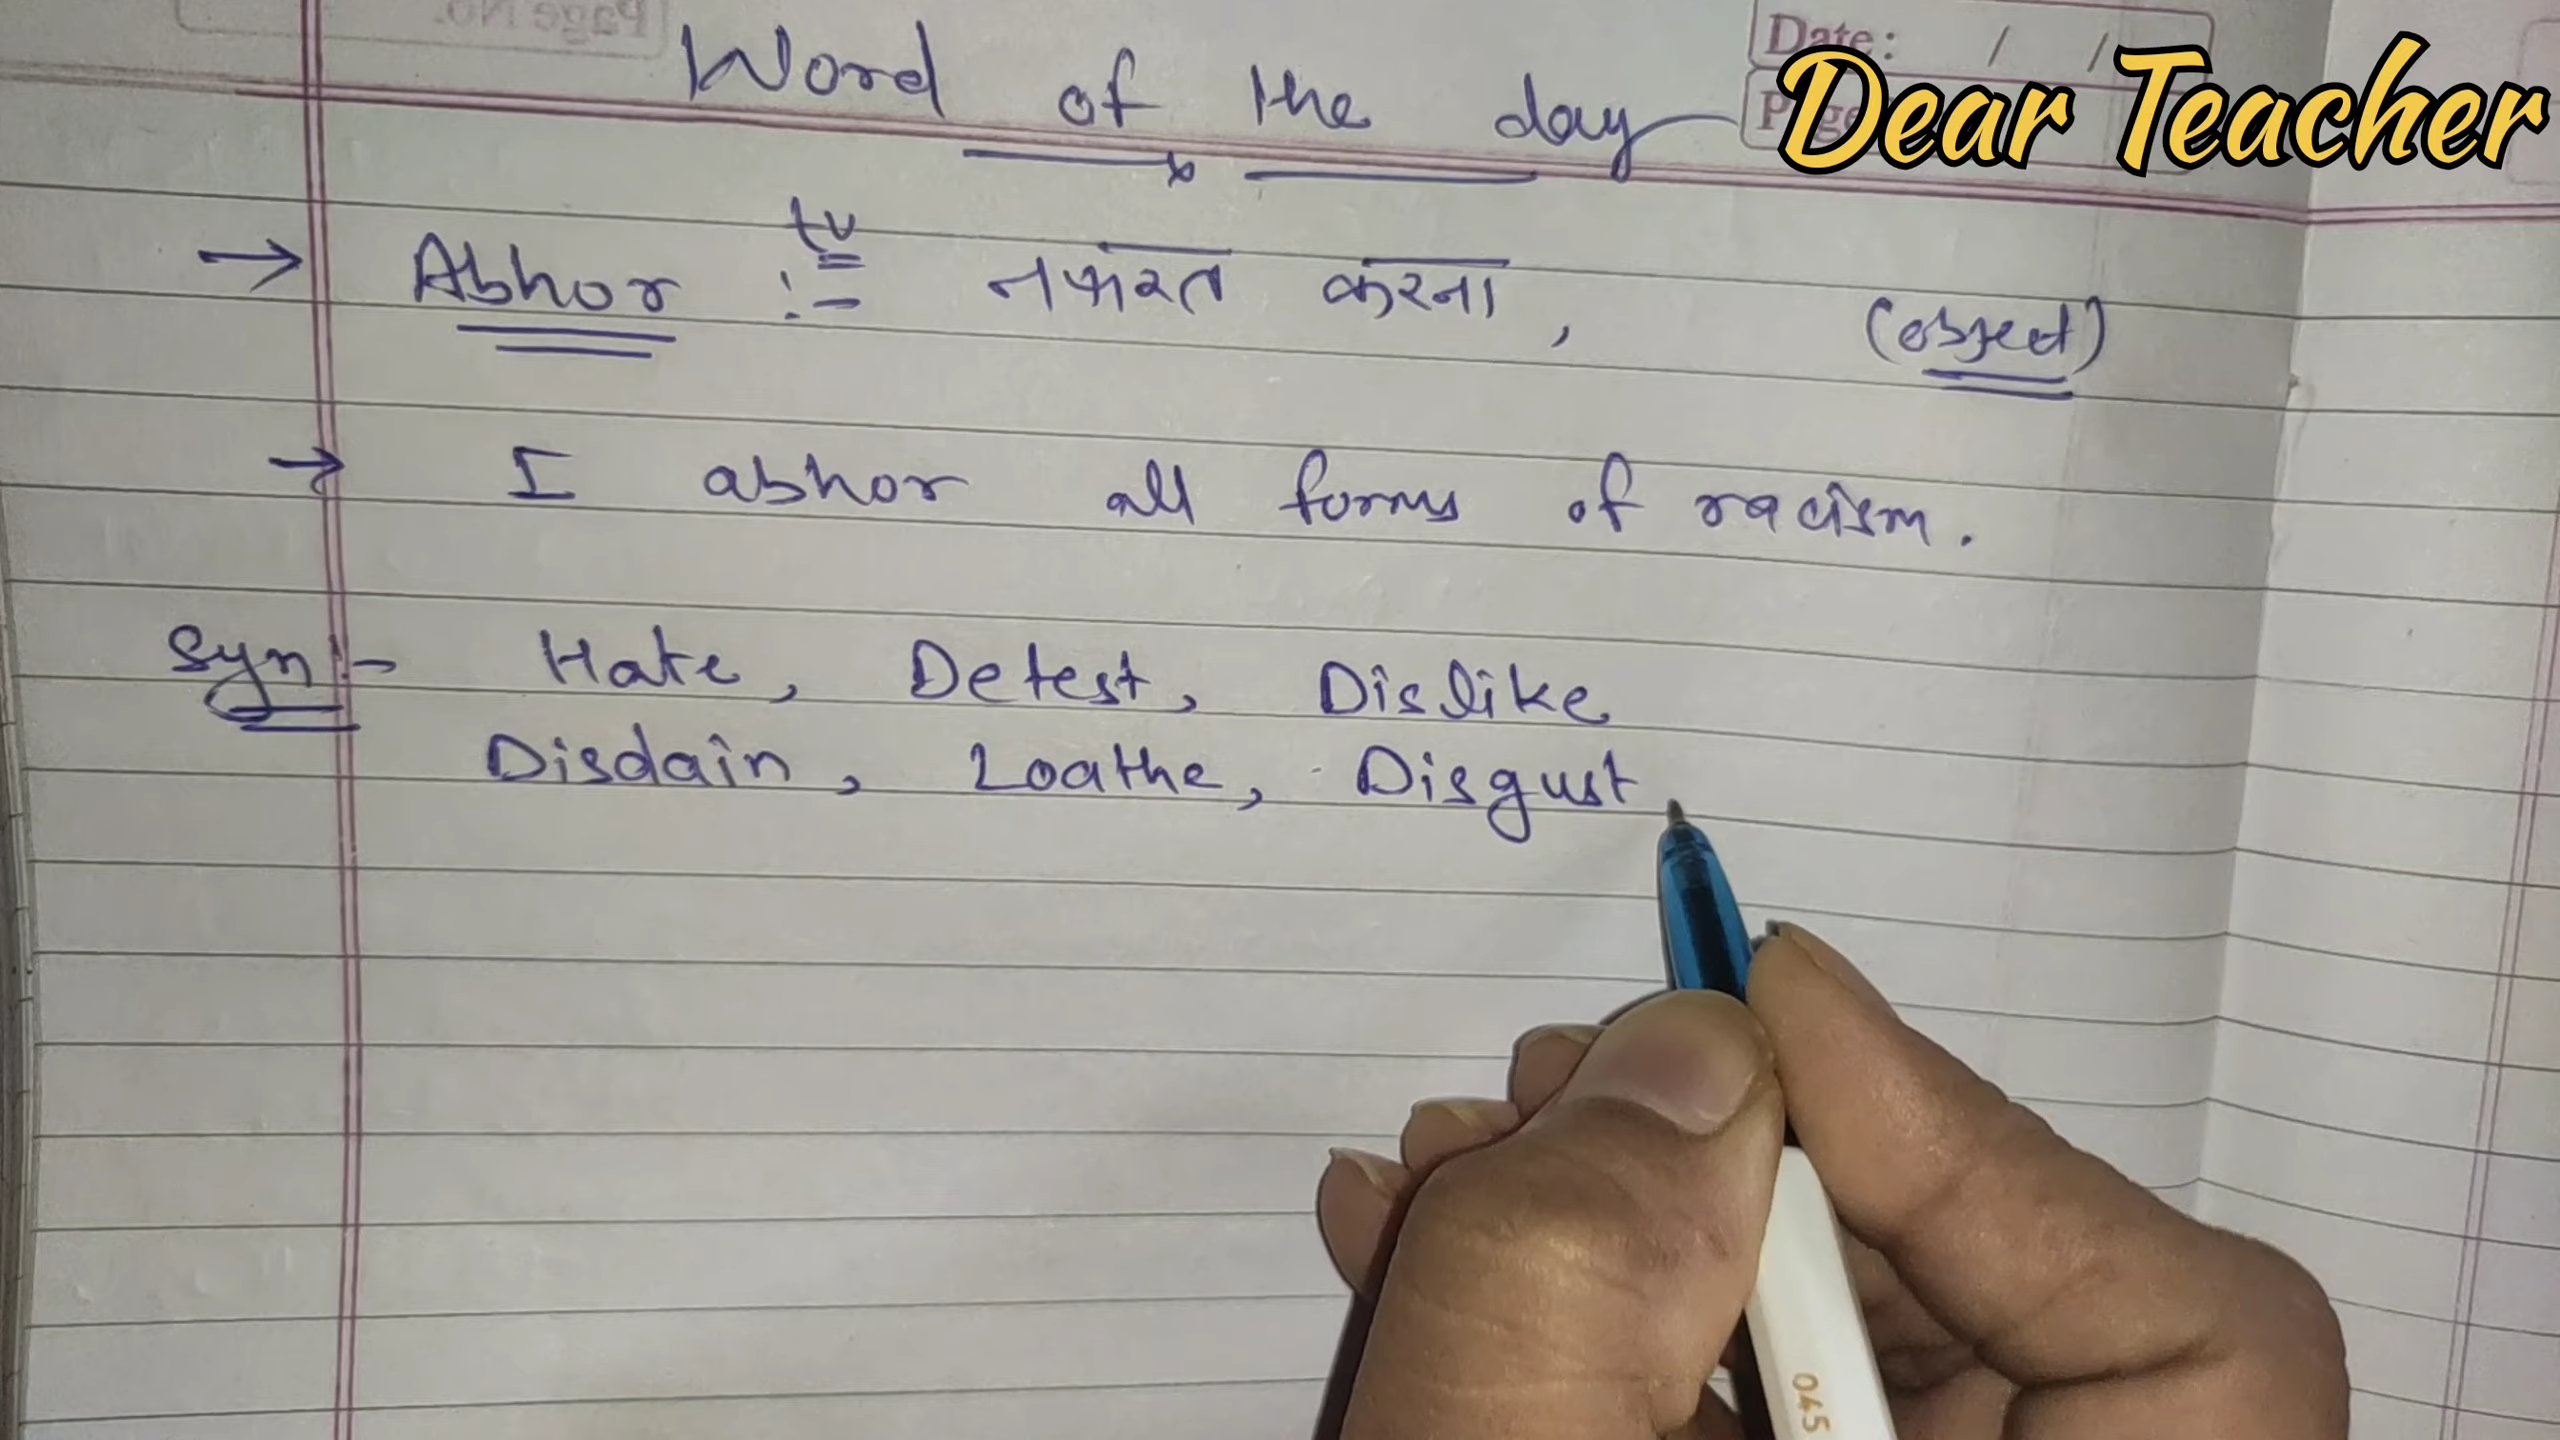 Page No.
Date: / /
Page
Dear Teacher
Word of the day
tv
→ Abhor :- नफरत करना , (object)
→ I abhor all forms of racism.
Syn :- Hate, Detest, Dislike
Disdain, Loathe, Disgust
045